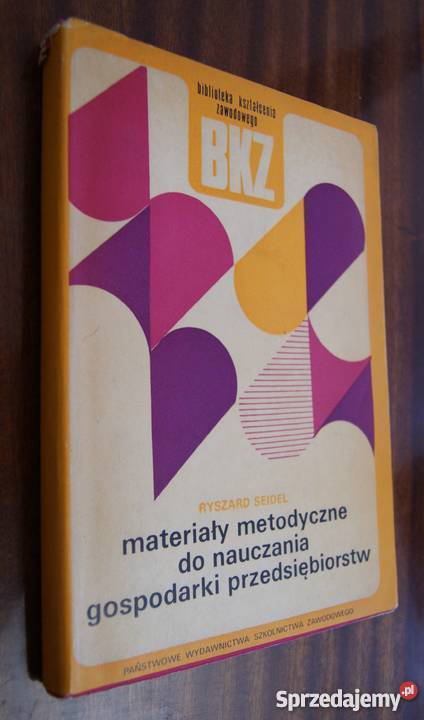 biblioteka kształcenia
zawodowego
BKZ
RYSZARD SEIDEL
materiały metodyczne
do nauczania
gospodarki przedsiębiorstw
PAŃSTWOWE WYDAWNICTWA SZKOLNICTWA ZAWODOWEGO
Sprzedajemy.pl